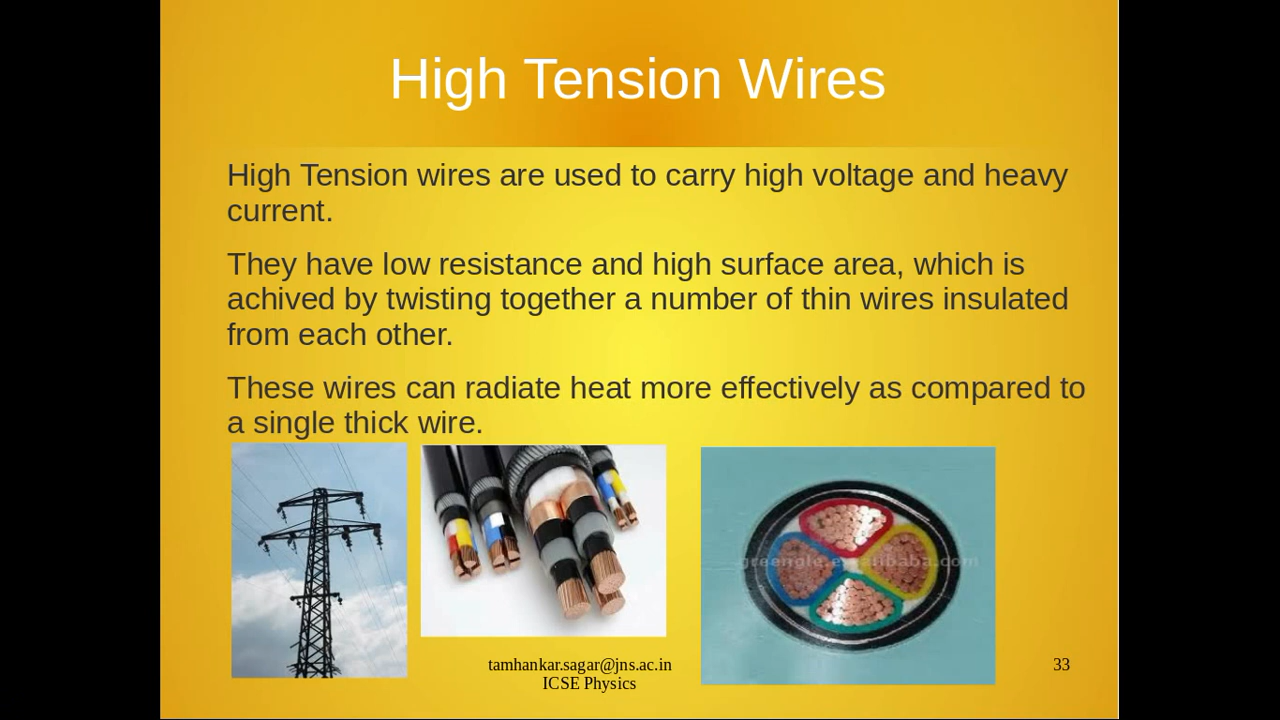 High Tension Wires
High Tension wires are used to carry high voltage and heavy
current.
They have low resistance and high surface area, which is
achived by twisting together a number of thin wires insulated
from each other.
These wires can radiate heat more effectively as compared to
a single thick wire.
tamhankar.sagar@jns.ac.in
ICSE Physics
33